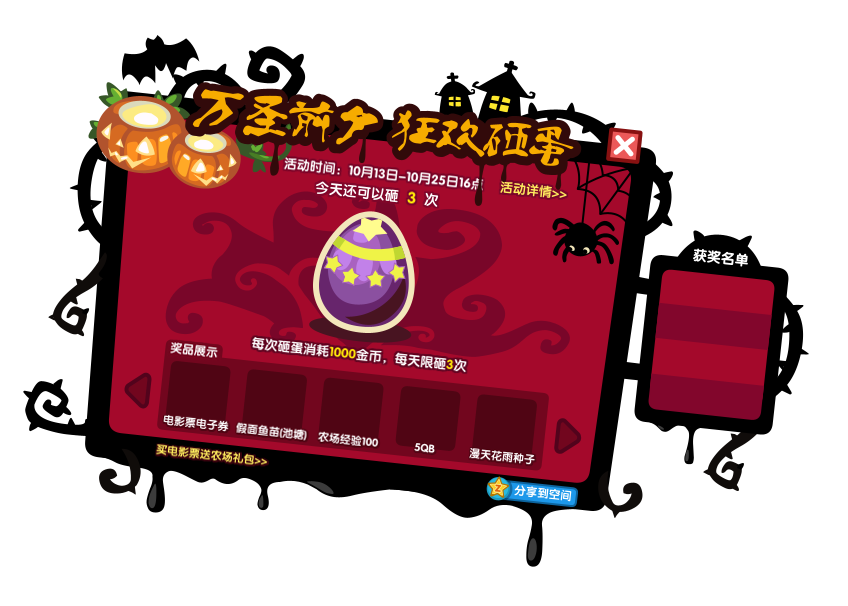 万圣前夕 狂欢砸蛋
活动时间：10月13日-10月25日16点
活动详情>>
今天还可以砸 3 次
获奖名单
每次砸蛋消耗1000金币，每天限砸3次
奖品展示
电影票电子券
假面鱼苗(池塘)
农场经验100
5QB
漫天花雨种子
买电影票送农场礼包>>
分享到空间